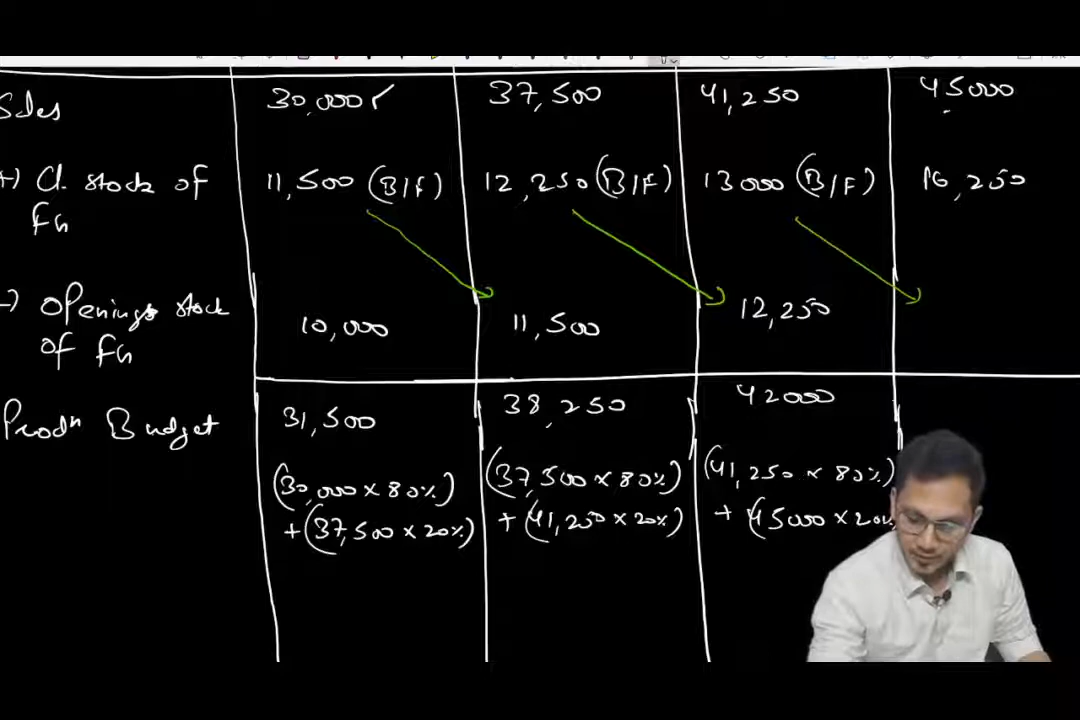 Sales 30,000 ✓ 37,500 41,250 45000
+) Cl. stock of 11,500 (B/F) 12,250 (B/F) 13000 (B/F) 16,250
FG
-) Opening stock 10,000 11,500 12,250
of FG
Prodn Budget 31,500 38,250 42000
(30,000 x 80%) (37,500 x 80%) (41,250 x 80%)
+ (37,500 x 20%) + (41,250 x 20%) + (45000 x 20%